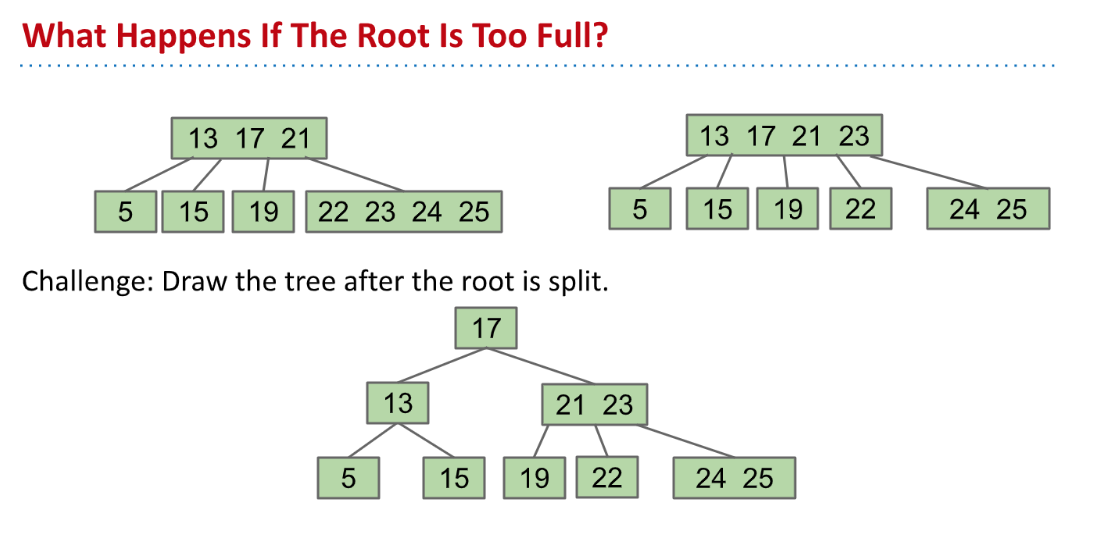 What Happens If The Root Is Too Full?
13 17 21
5 15 19 22 23 24 25
13 17 21 23
5 15 19 22 24 25
Challenge: Draw the tree after the root is split.
17
13 21 23
5 15 19 22 24 25